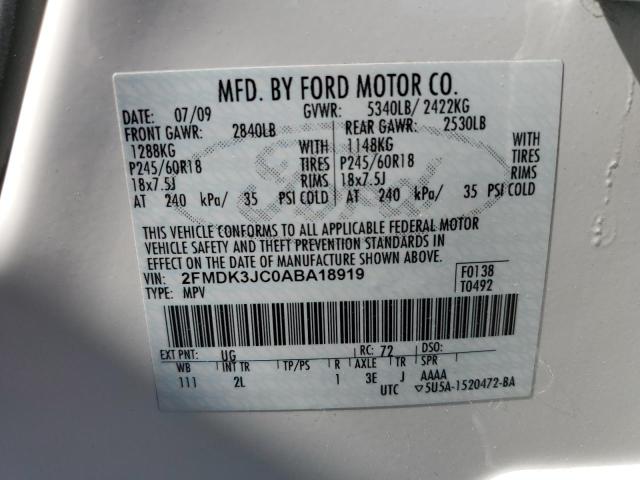 MFD. BY FORD MOTOR CO.
DATE: 07/09 GVWR: 5340LB/ 2422KG
FRONT GAWR: 2840LB REAR GAWR: 2530LB
1288KG WITH 1148KG WITH
P245/60R18 TIRES P245/60R18 TIRES
18x7.5J RIMS 18x7.5J RIMS
AT 240 kPa/ 35 PSI COLD AT 240 kPa/ 35 PSI COLD
Ford
THIS VEHICLE CONFORMS TO ALL APPLICABLE FEDERAL MOTOR
VEHICLE SAFETY AND THEFT PREVENTION STANDARDS IN
EFFECT ON THE DATE OF MANUFACTURE SHOWN ABOVE.
VIN: 2FMDK3JC0ABA18919 F0138
TYPE: MPV T0492
EXT PNT: UG RC: 72 DSO:
WB INT TR TP/PS R AXLE TR SPR
111 2L 1 3E J AAAA
UTC ▽5U5A-1520472-BA